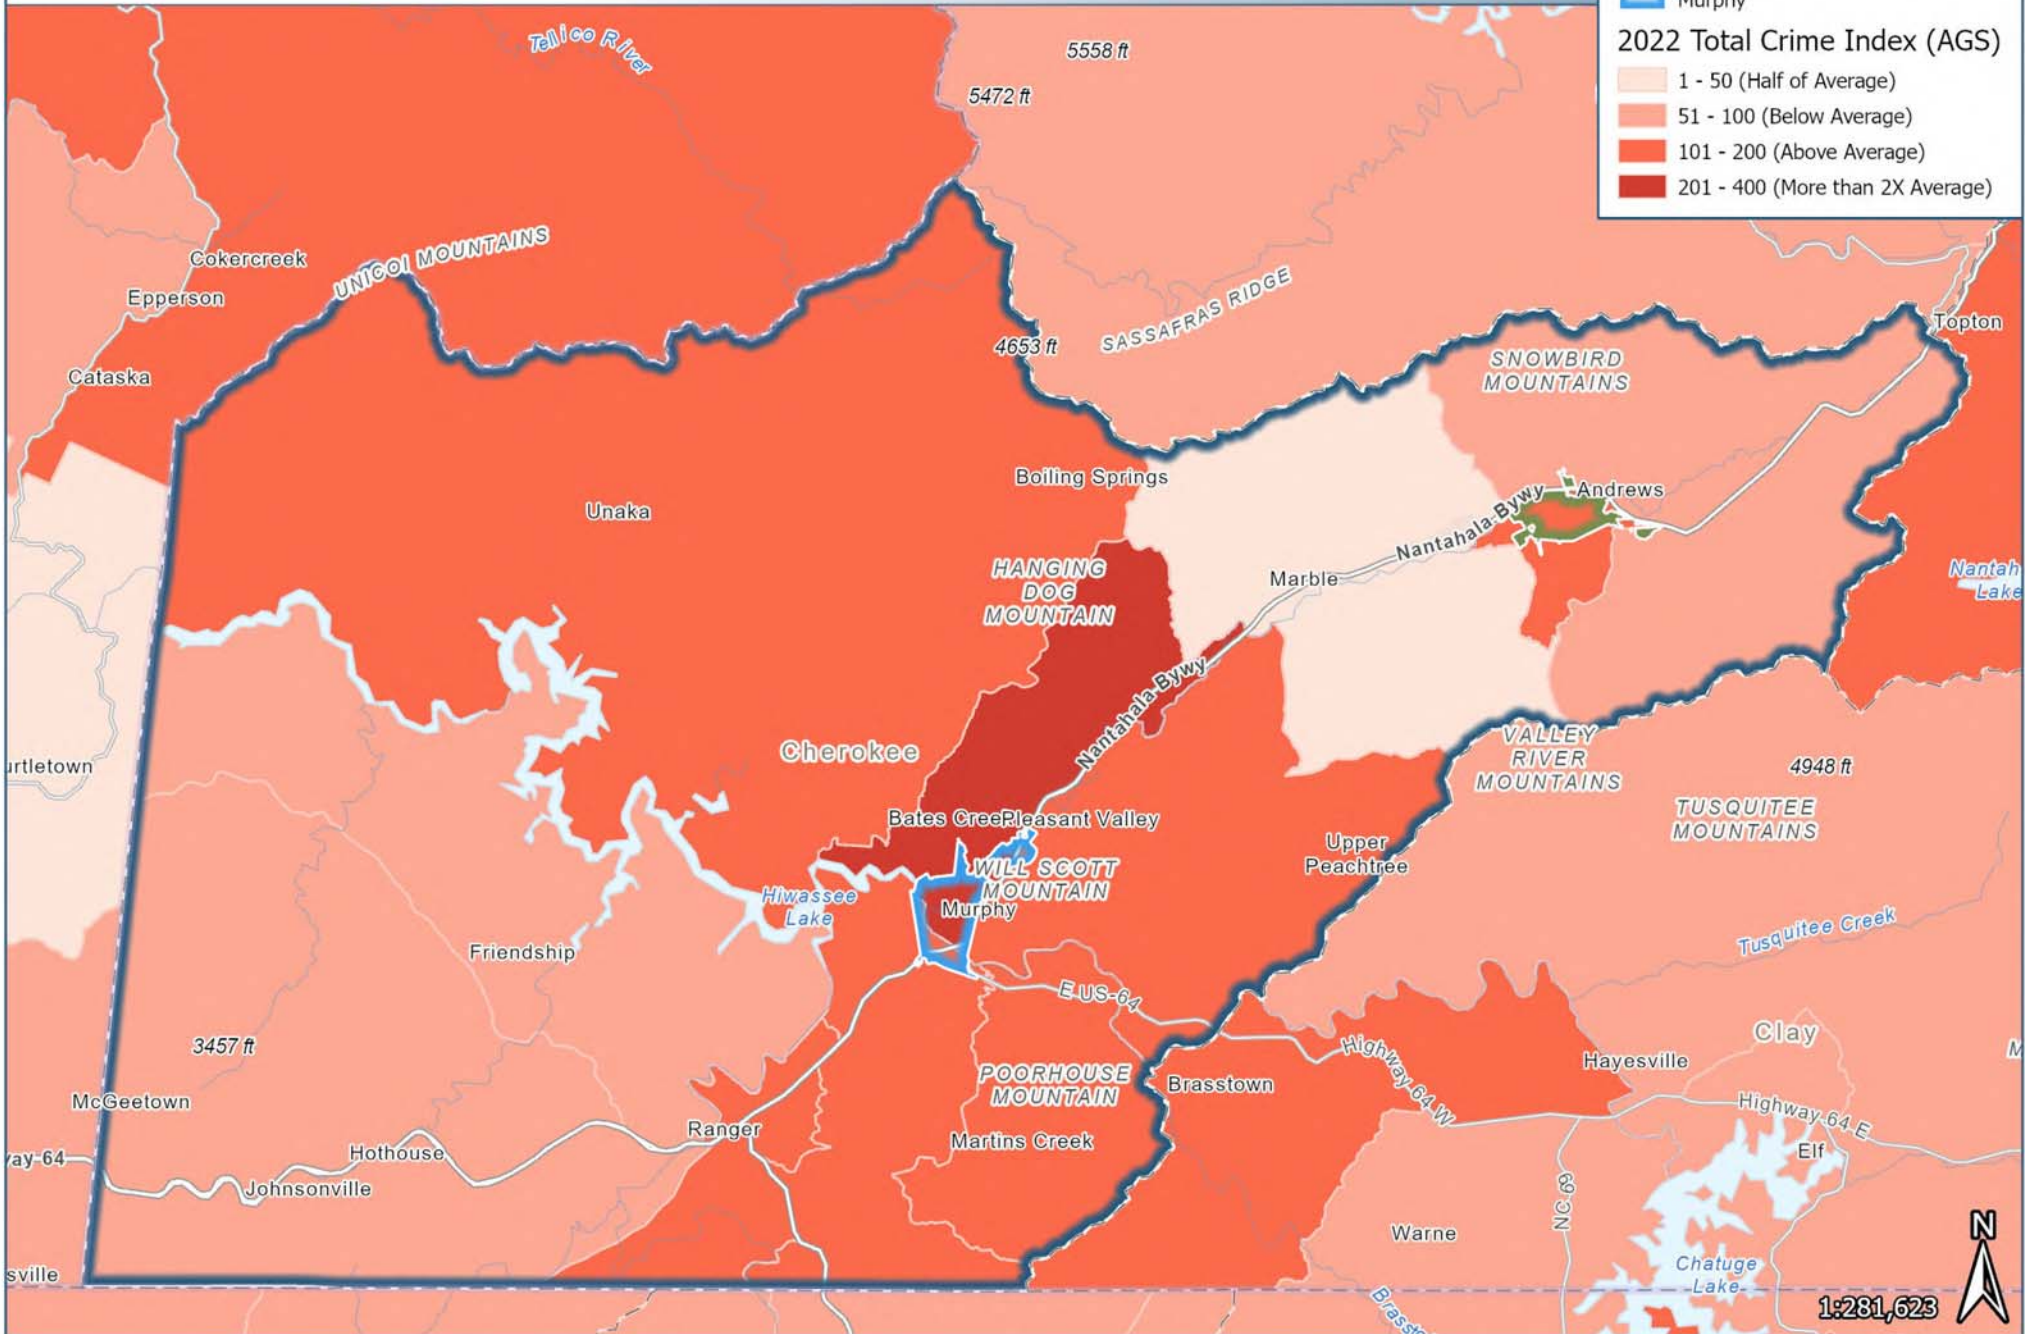 Murphy
2022 Total Crime Index (AGS)
1 - 50 (Half of Average)
51 - 100 (Below Average)
101 - 200 (Above Average)
201 - 400 (More than 2X Average)
Tellico River
5558 ft
5472 ft
Cokercreek
UNICOI MOUNTAINS
Epperson
SASSAFRAS RIDGE
Topton
4653 ft
SNOWBIRD
MOUNTAINS
Cataska
Boiling Springs
Andrews
Unaka
Nantahala-Bywy
HANGING
DOG
MOUNTAIN
Marble
Nantah
Lake
Nantahala-Bywy
Cherokee
urtletown
VALLEY
RIVER
MOUNTAINS
4948 ft
TUSQUITEE
MOUNTAINS
Bates Cree
Pleasant Valley
Upper
Peachtree
WILL SCOTT
MOUNTAIN
Hiwassee
Lake
Murphy
Tusquitee Creek
Friendship
E US-64
3457 ft
Clay
Highway 64 W
Hayesville
M
POORHOUSE
MOUNTAIN
Brasstown
McGeetown
Highway 64 E
Ranger
Martins Creek
Hothouse
Elf
ay-64
Johnsonville
NC-69
Warne
N
sville
Chatuge
Lake
Brassto
1:281,623